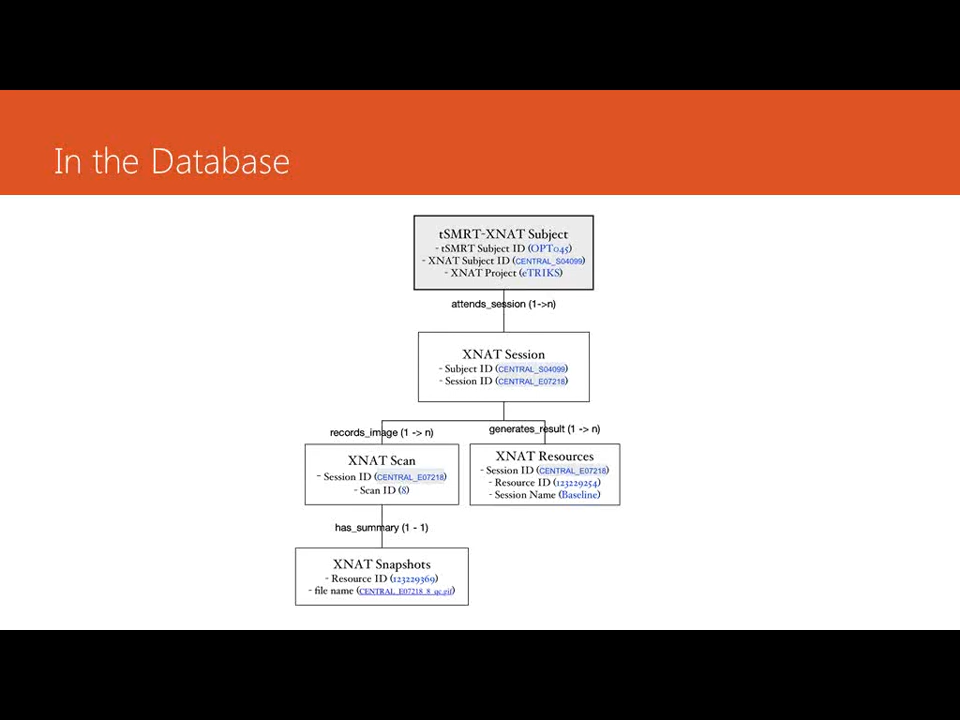 In the Database
tSMRT-XNAT Subject
- tSMRT Subject ID (OPT045)
- XNAT Subject ID (CENTRAL_S04099)
- XNAT Project (eTRIKS)
attends_session (1->n)
XNAT Session
- Subject ID (CENTRAL_S04099)
- Session ID (CENTRAL_E07218)
records_image (1 -> n)
generates_result (1 -> n)
XNAT Scan
- Session ID (CENTRAL_E07218)
- Scan ID (8)
XNAT Resources
- Session ID (CENTRAL_E07218)
- Resource ID (123229254)
- Session Name (Baseline)
has_summary (1 - 1)
XNAT Snapshots
- Resource ID (123229369)
- file name (CENTRAL_E07218_8_qc.gif)